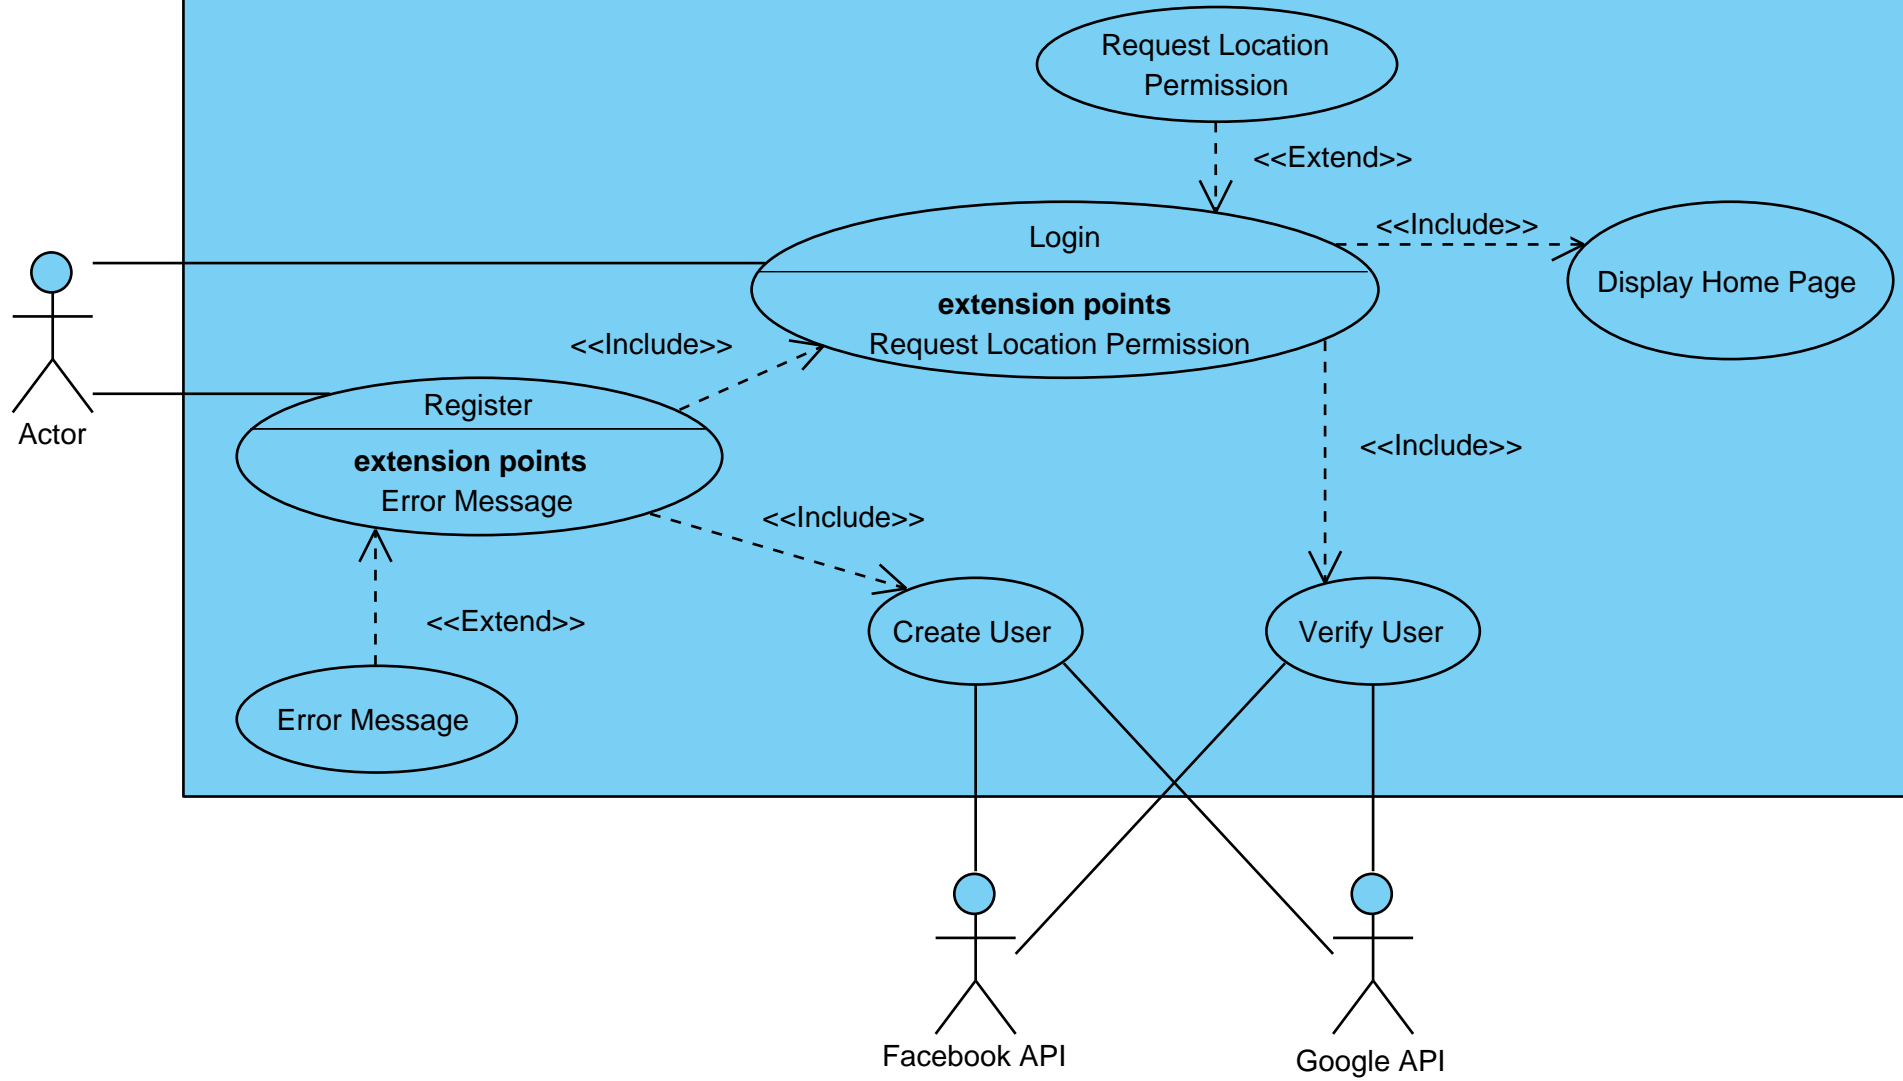 Request Location
Permission
<<Extend>>
Login
<<Include>>
extension points
Request Location Permission
Display Home Page
<<Include>>
Actor
Register
extension points
Error Message
<<Include>>
<<Include>>
<<Extend>>
Create User
Verify User
Error Message
Facebook API
Google API